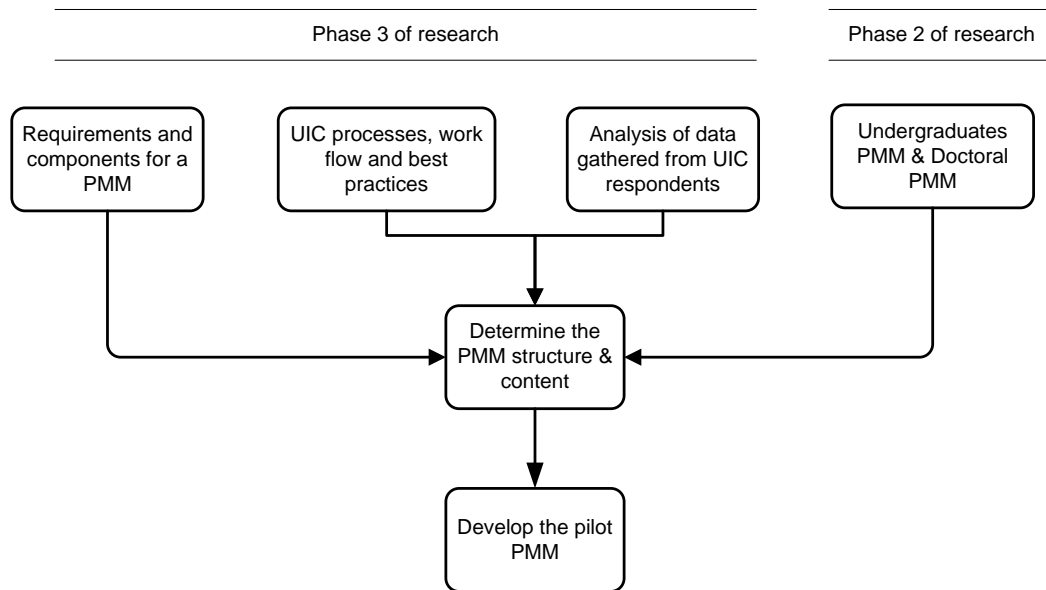 Phase 3 of research
Phase 2 of research
Requirements and
components for a
PMM
UIC processes, work
flow and best
practices
Analysis of data
gathered from UIC
respondents
Undergraduates
PMM & Doctoral
PMM
Determine the
PMM structure &
content
Develop the pilot
PMM